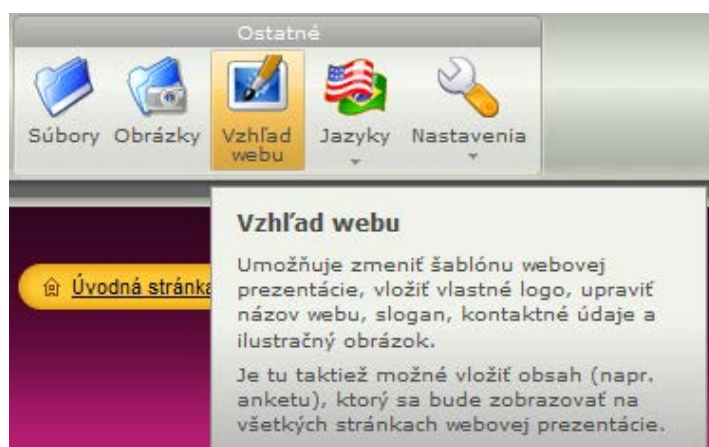 Ostatné
Súbory Obrázky Vzhľad webu Jazyky Nastavenia
Úvodná stránka
Vzhľad webu
Umožňuje zmeniť šablónu webovej
prezentácie, vložiť vlastné logo, upraviť
názov webu, slogan, kontaktné údaje a
ilustračný obrázok.
Je tu taktiež možné vložiť obsah (napr.
anketu), ktorý sa bude zobrazovať na
všetkých stránkach webovej prezentácie.